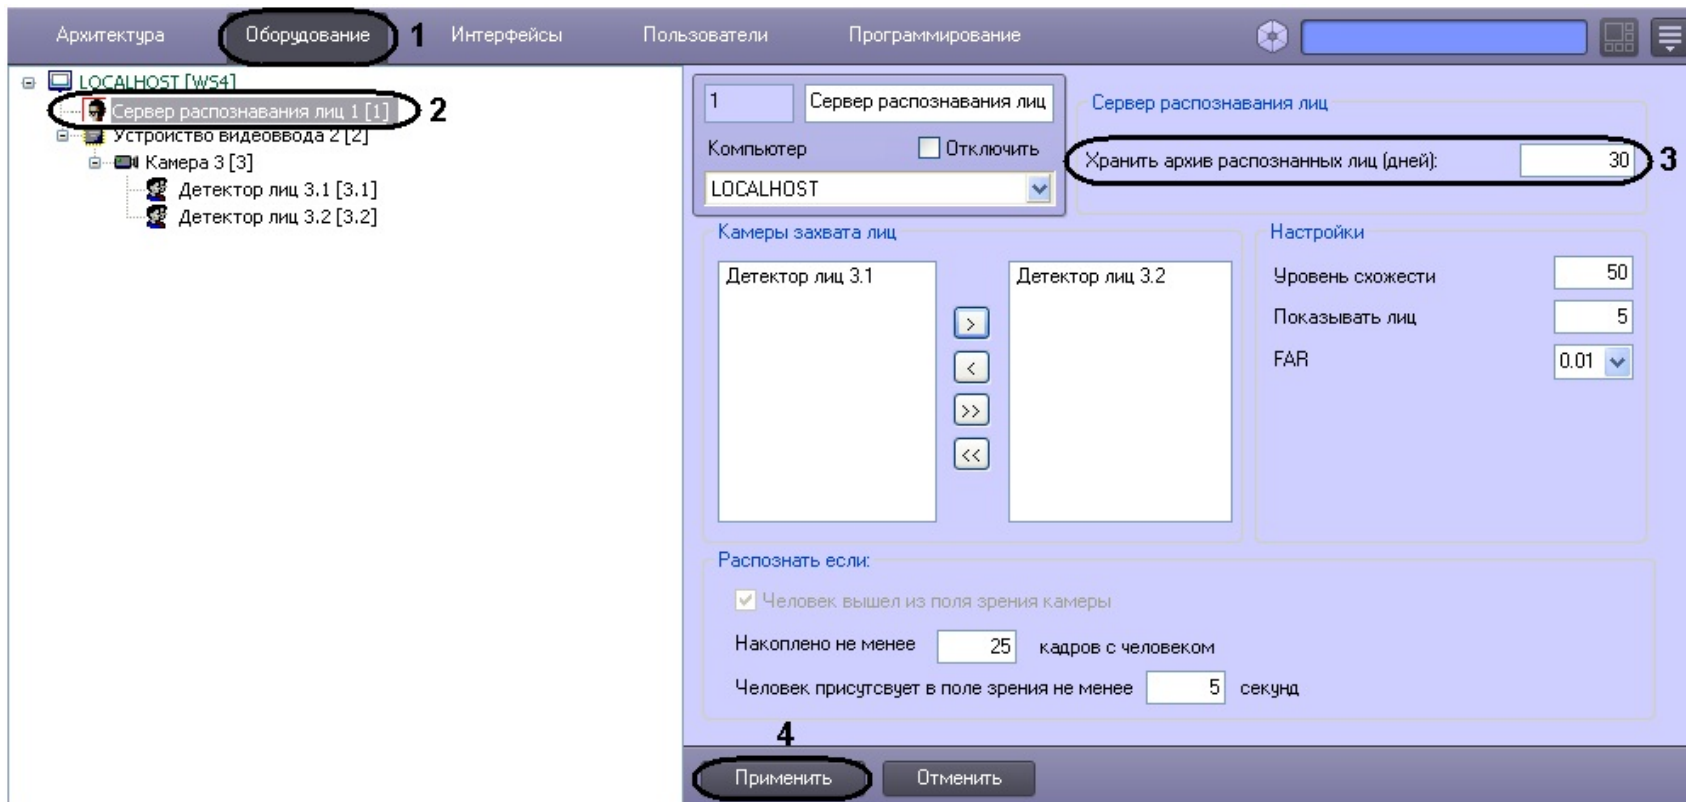 Архитектура Оборудование 1 Интерфейсы Пользователи Программирование
LOCALHOST [WS4]
Сервер распознавания лиц 1 [1] 2
Устройство видеоввода 2 [2]
Камера 3 [3]
Детектор лиц 3.1 [3.1]
Детектор лиц 3.2 [3.2]
1 Сервер распознавания лиц
Компьютер Отключить
LOCALHOST
Сервер распознавания лиц
Хранить архив распознанных лиц (дней): 30 3
Камеры захвата лиц
Детектор лиц 3.1
Детектор лиц 3.2
>
<
>>
<<
Настройки
Уровень схожести 50
Показывать лиц 5
FAR 0.01
Распознать если:
Человек вышел из поля зрения камеры
Накоплено не менее 25 кадров с человеком
Человек присутсвует в поле зрения не менее 5 секунд
4
Применить Отменить